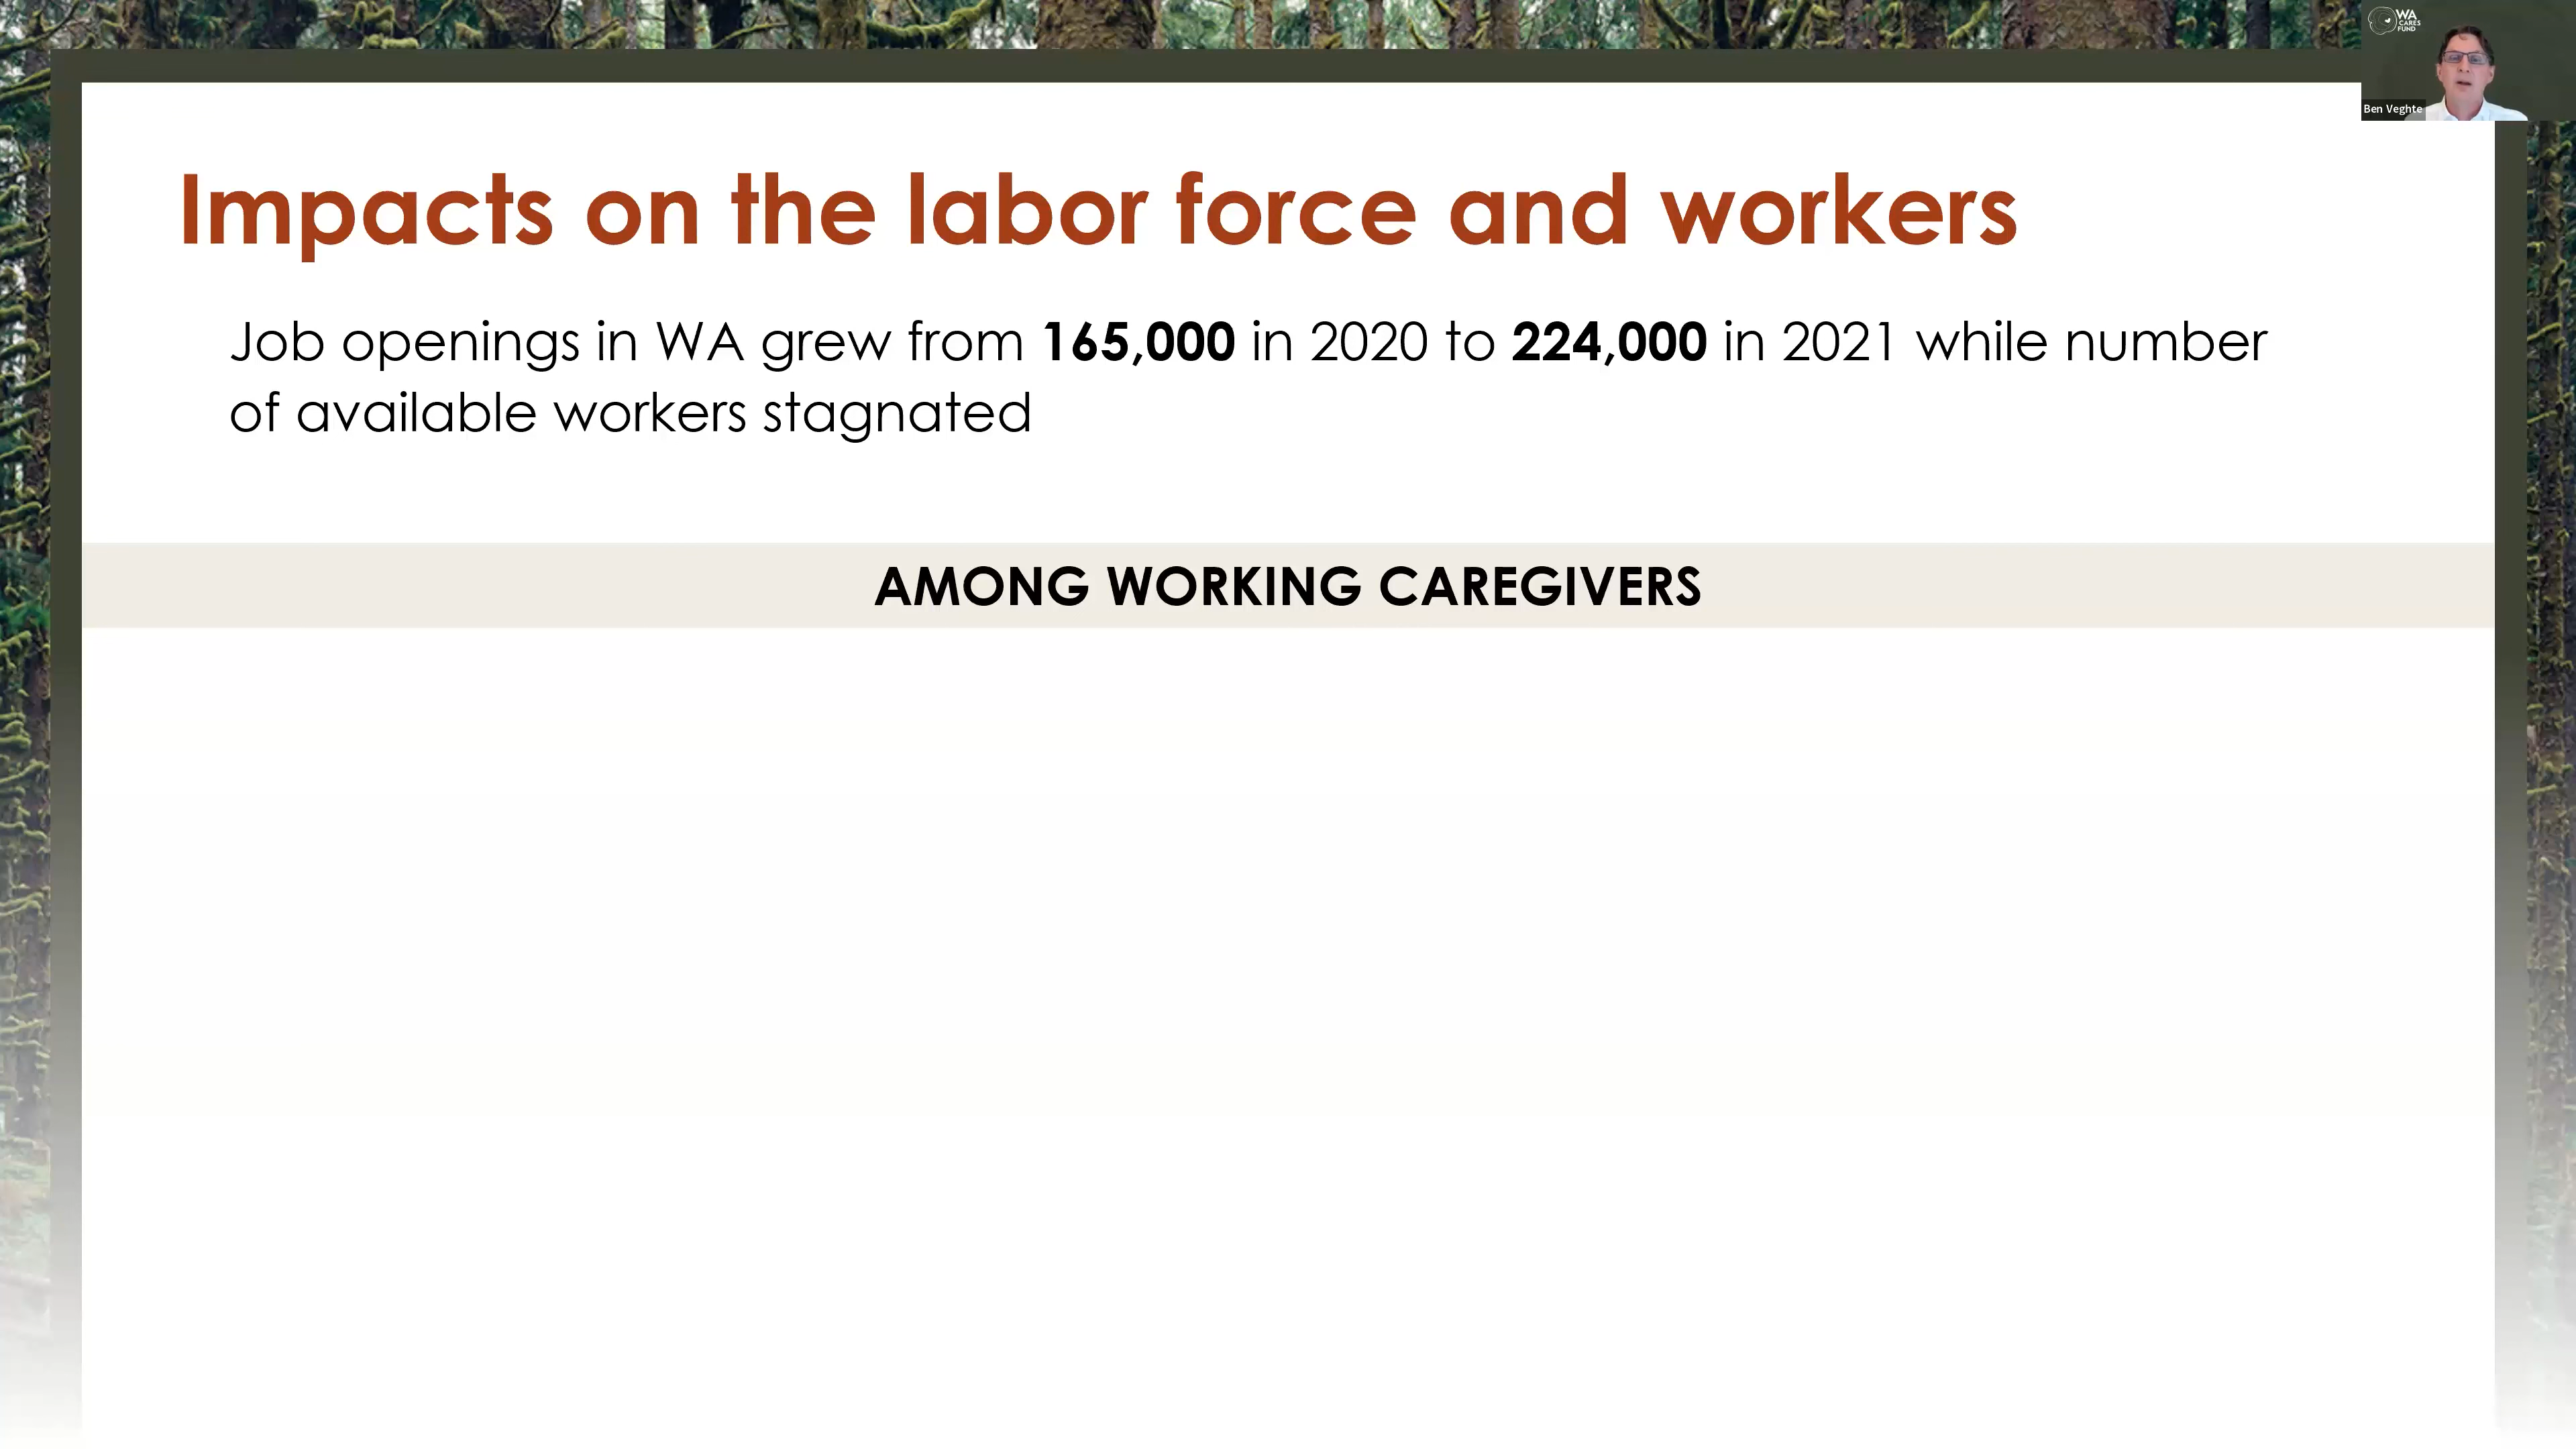 WA
CARES
FUND
Ben Veghte
Impacts on the labor force and workers
Job openings in WA grew from 165,000 in 2020 to 224,000 in 2021 while number
of available workers stagnated
AMONG WORKING CAREGIVERS